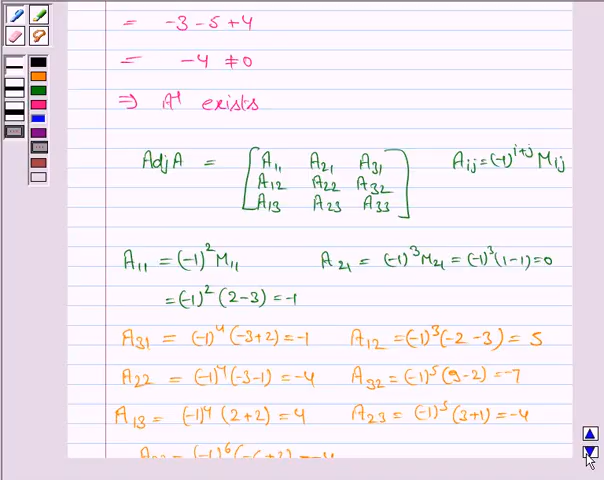 = -3 - 5 + 4
= -4 ≠ 0
⇒ A⁻¹ exists
Adj A = [ A₁₁ A₂₁ A₃₁ Aij = (-1)^{i+j} Mij
A₁₂ A₂₂ A₃₂
A₁₃ A₂₃ A₃₃ ]
A₁₁ = (-1)² M₁₁ A₂₁ = (-1)³ M₂₁ = (-1)³ (1-1) = 0
= (-1)² (2-3) = -1
A₃₁ = (-1)⁴ (-3+2) = -1 A₁₂ = (-1)³ (-2-3) = 5
A₂₂ = (-1)⁴ (-3-1) = -4 A₃₂ = (-1)⁵ (9-2) = -7
A₁₃ = (-1)⁴ (2+2) = 4 A₂₃ = (-1)⁵ (3+1) = -4